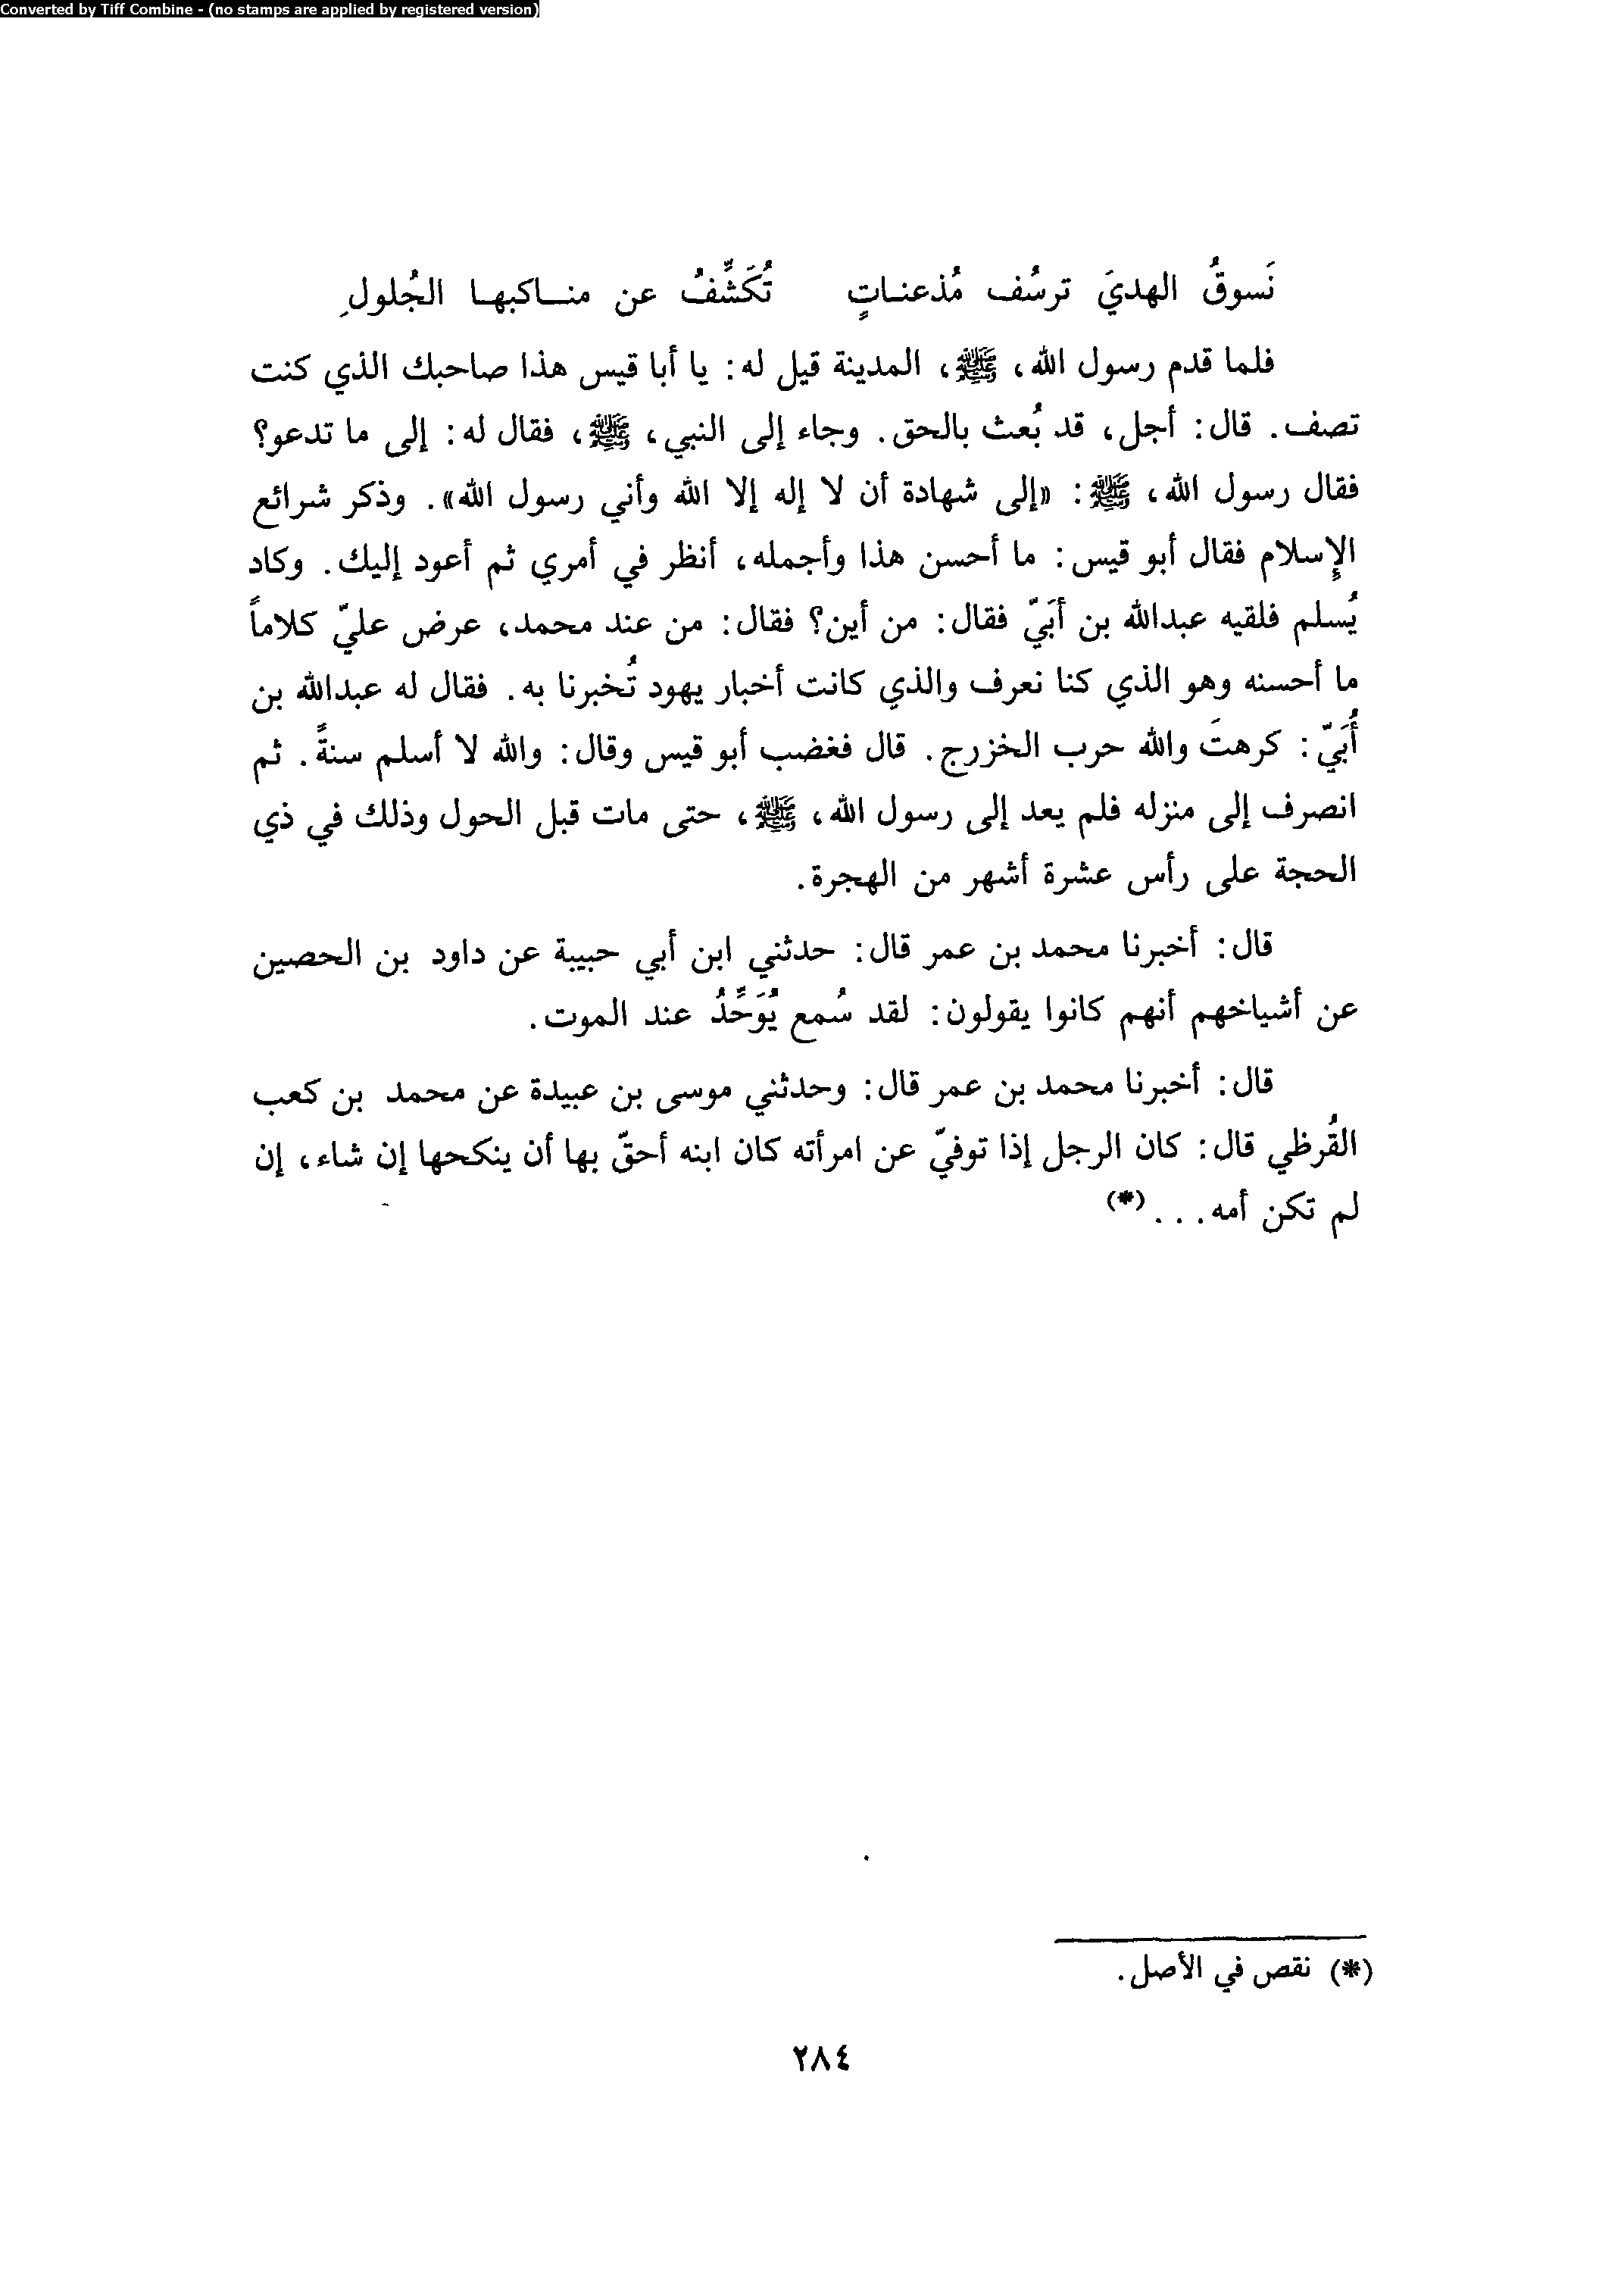 Converted by Tiff Combine - (no stamps are applied by registered version)
نَسوقُ الهديَ ترسُف مُذعنـاتٍ تُكَشَّفُ عن منـاكبهـا الجُلولِ
فلما قدم رسول الله، ﷺ، المدينة قيل له: يا أبا قيس هذا صاحبك الذي كنت
تصف. قال: أجل، قد بُعث بالحق. وجاء إلى النبي، ﷺ، فقال له: إلى ما تدعو؟
فقال رسول الله، ﷺ: «إلى شهادة أن لا إله إلا الله وأني رسول الله». وذكر شرائع
الإسلام فقال أبو قيس: ما أحسن هذا وأجمله، أنظر في أمري ثم أعود إليك. وكاد
يُسلم فلقيه عبدالله بن أبَيّ فقال: من أين؟ فقال: من عند محمد، عرض عليّ كلاماً
ما أحسنه وهو الذي كنا نعرف والذي كانت أخبار يهود تُخبرنا به. فقال له عبدالله بن
أُبَيّ: كرهتَ والله حرب الخزرج. قال فغضب أبو قيس وقال: والله لا أسلم سنةً. ثم
انصرف إلى منزله فلم يعد إلى رسول الله، ﷺ، حتى مات قبل الحول وذلك في ذي
الحجة على رأس عشرة أشهر من الهجرة.
قال: أخبرنا محمد بن عمر قال: حدثني ابن أبي حبيبة عن داود بن الحصين
عن أشياخهم أنهم كانوا يقولون: لقد سُمع يُوَحِّدُ عند الموت.
قال: أخبرنا محمد بن عمر قال: وحدثني موسى بن عبيدة عن محمد بن كعب
القُرظي قال: كان الرجل إذا توفيّ عن امرأته كان ابنه أحقّ بها أن ينكحها إن شاء، إن
لم تكن أمه... (*)
(*) نقص في الأصل.
٢٨٤